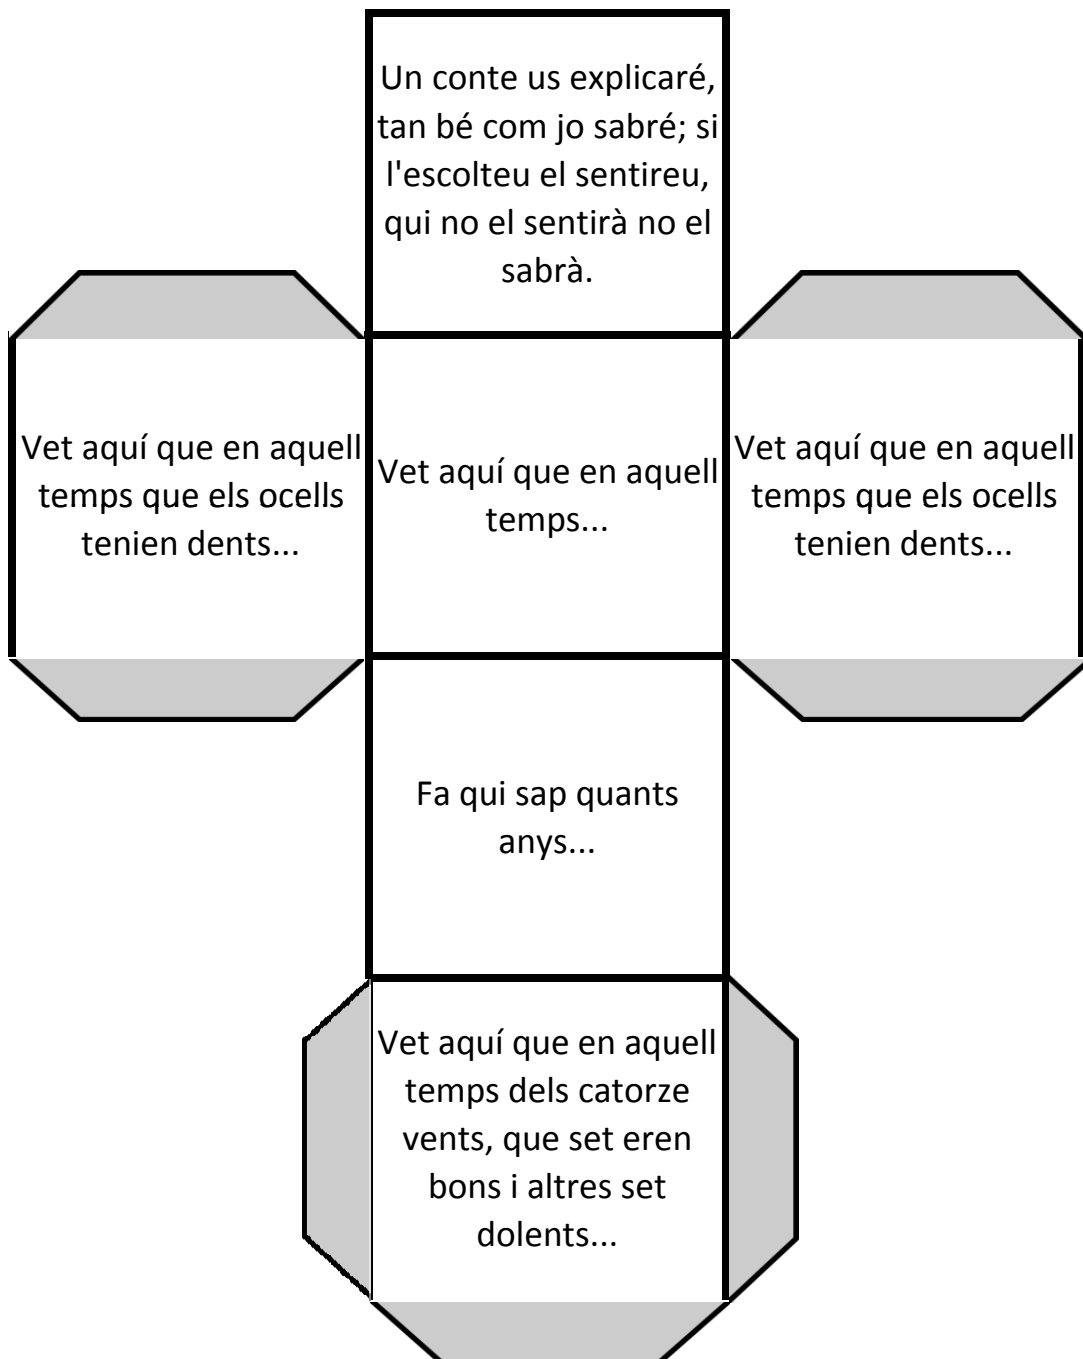 Un conte us explicaré,
tan bé com jo sabré; si
l'escolteu el sentireu,
qui no el sentirà no el
sabrà.
Vet aquí que en aquell
temps que els ocells
tenien dents...
Vet aquí que en aquell
temps...
Vet aquí que en aquell
temps que els ocells
tenien dents...
Fa qui sap quants
anys...
Vet aquí que en aquell
temps dels catorze
vents, que set eren
bons i altres set
dolents...